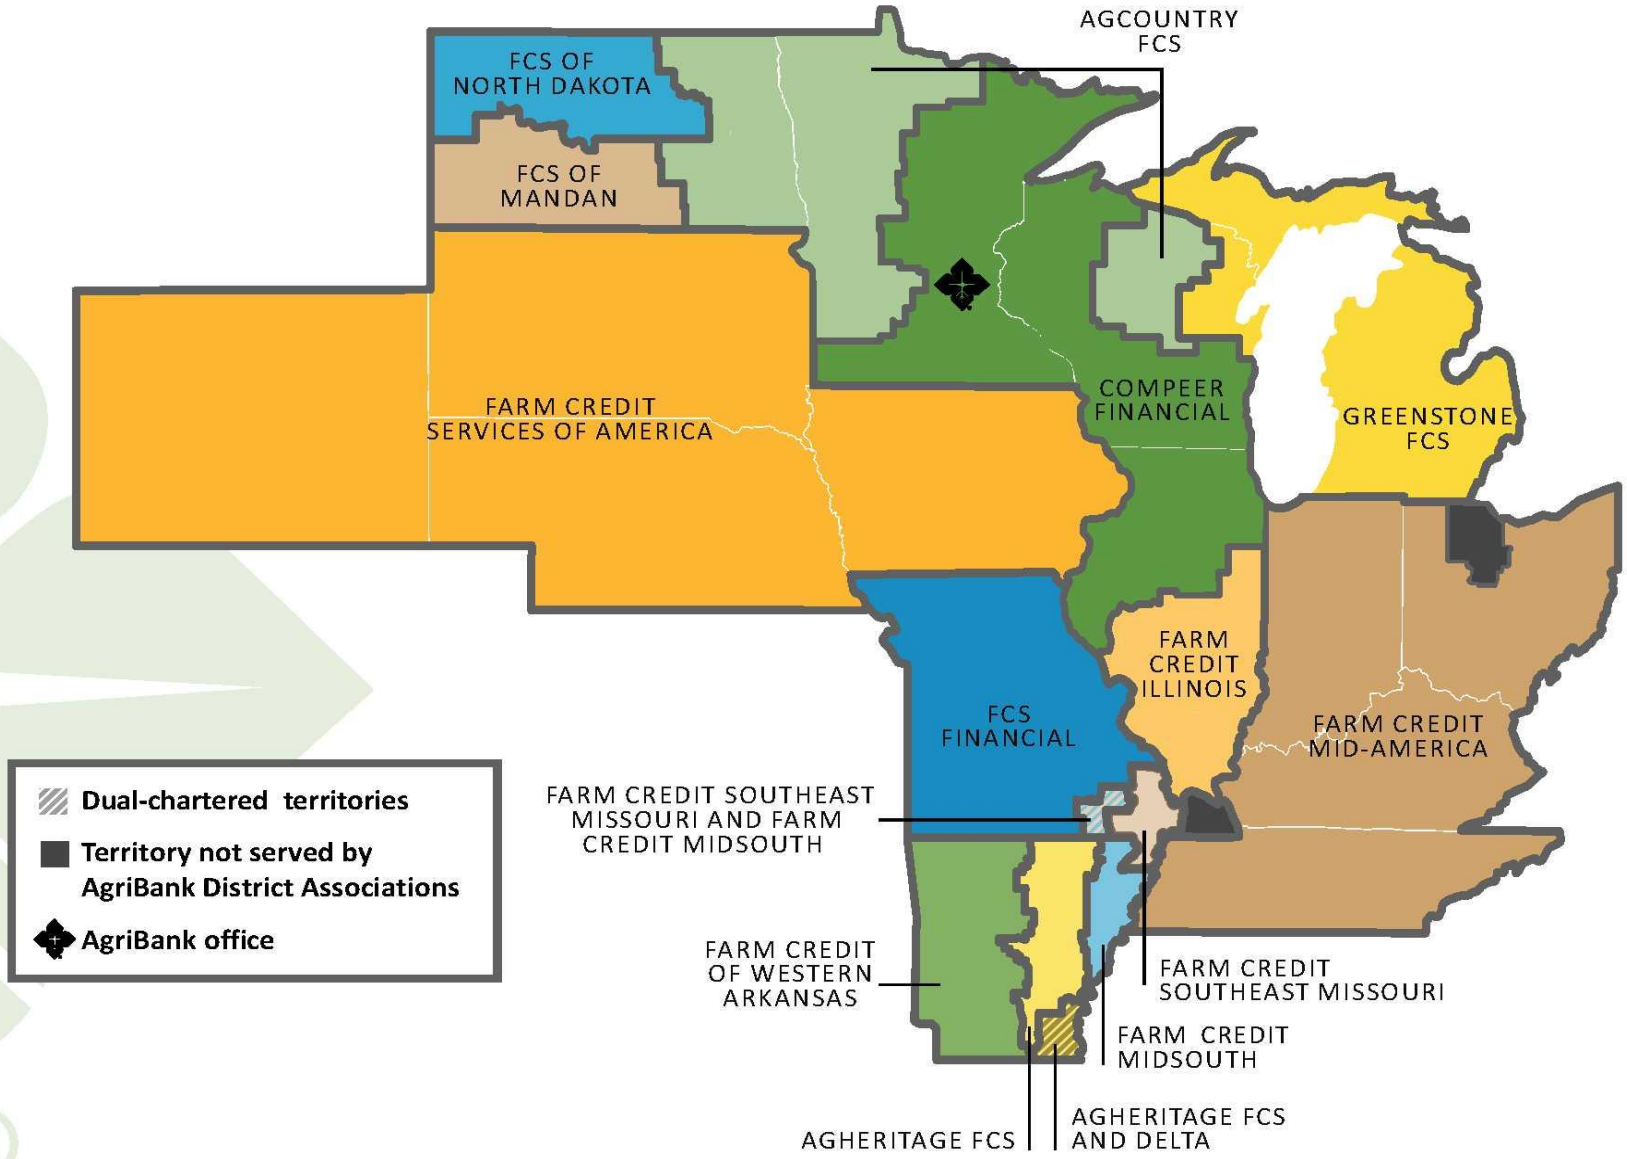 AGCOUNTRY
FCS
FCS OF
NORTH DAKOTA
FCS OF
MANDAN
FARM CREDIT
SERVICES OF AMERICA
COMPEER
FINANCIAL
GREENSTONE
FCS
FARM
CREDIT
ILLINOIS
FCS
FINANCIAL
FARM CREDIT
MID-AMERICA
Dual-chartered territories
Territory not served by
AgriBank District Associations
AgriBank office
FARM CREDIT SOUTHEAST
MISSOURI AND FARM
CREDIT MIDSOUTH
FARM CREDIT
OF WESTERN
ARKANSAS
FARM CREDIT
SOUTHEAST MISSOURI
FARM CREDIT
MIDSOUTH
AGHERITAGE FCS
AND DELTA
AGHERITAGE FCS